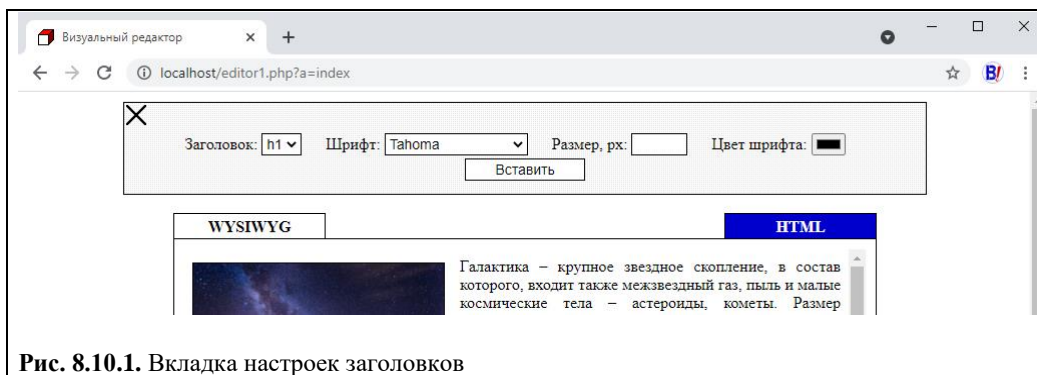 Визуальный редактор
localhost/editor1.php?a=index
Заголовок: h1 Шрифт: Tahoma Размер, px: Цвет шрифта:
Вставить
WYSIWYG HTML
Галактика – крупное звездное скопление, в состав
которого, входит также межзвездный газ, пыль и малые
космические тела – астероиды, кометы. Размер
Рис. 8.10.1. Вкладка настроек заголовков